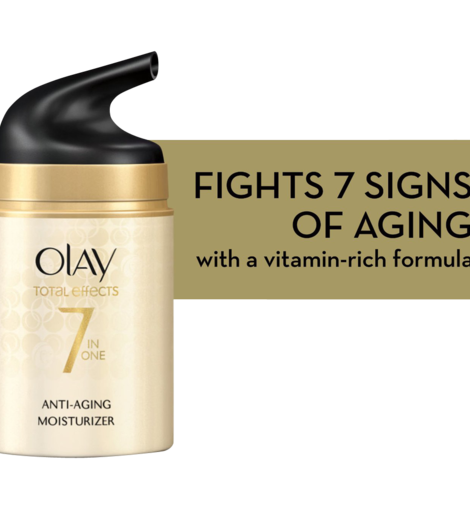 FIGHTS 7 SIGNS
OF AGING
with a vitamin-rich formula
OLAY
TOTAL effects
7 IN
ONE
ANTI-AGING
MOISTURIZER